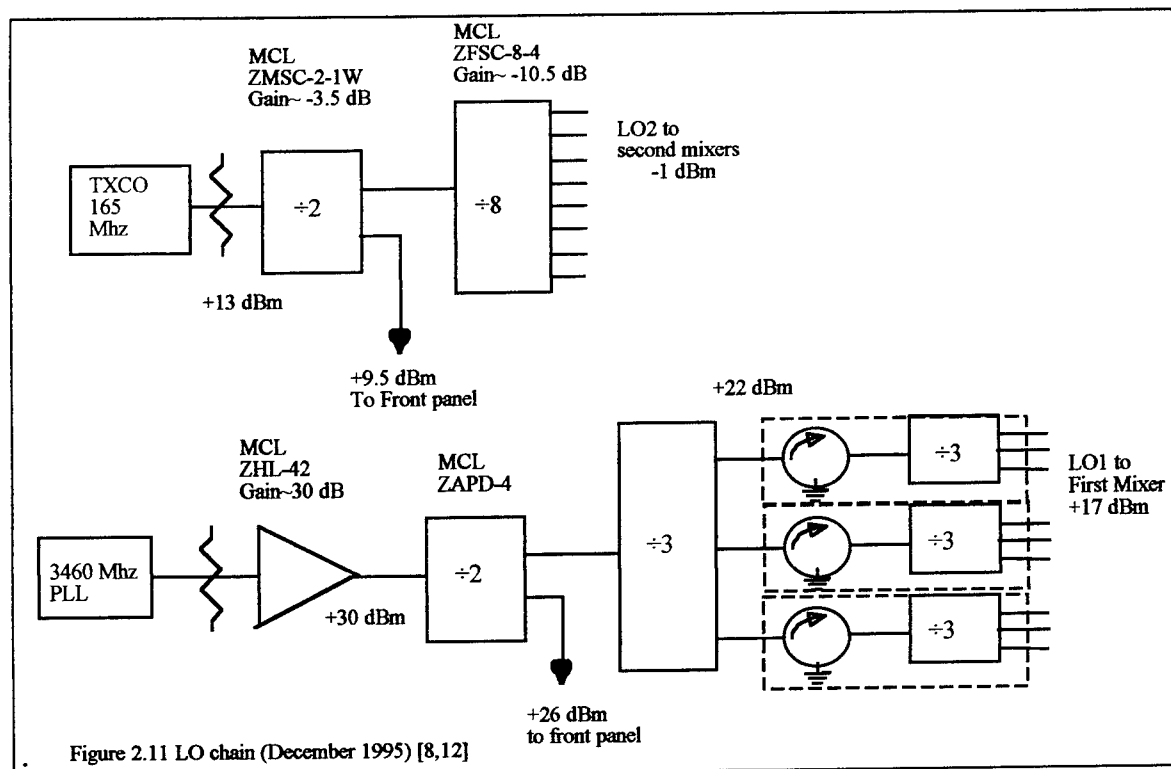 MCL
ZMSC-2-1W
Gain~ -3.5 dB
MCL
ZFSC-8-4
Gain~ -10.5 dB
TXCO
165
Mhz
÷2
÷8
LO2 to
second mixers
-1 dBm
+13 dBm
+9.5 dBm
To Front panel
MCL
ZHL-42
Gain~30 dB
MCL
ZAPD-4
+22 dBm
3460 Mhz
PLL
+30 dBm
÷2
÷3
÷3
÷3
÷3
LO1 to
First Mixer
+17 dBm
+26 dBm
to front panel
Figure 2.11 LO chain (December 1995) [8,12]